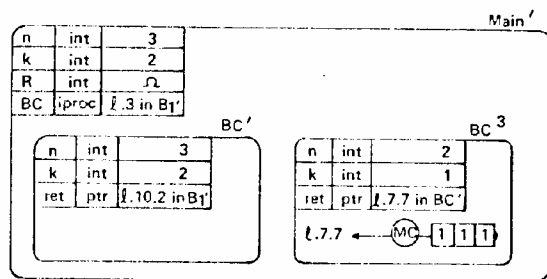 Main′
n int 3
k int 2
R int Ω
BC iproc ℓ.3 in B1′
BC′
n int 3
k int 2
ret ptr ℓ.10.2 in B1′
BC³
n int 2
k int 1
ret ptr ℓ.7.7 in BC′
ℓ.7.7 MC 1 1 1